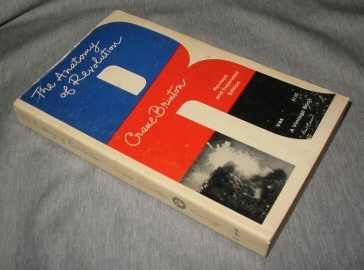 The Anatomy
of Revolution
Crane Brinton
Revised
and Expanded
Edition
V44
A Vintage Book